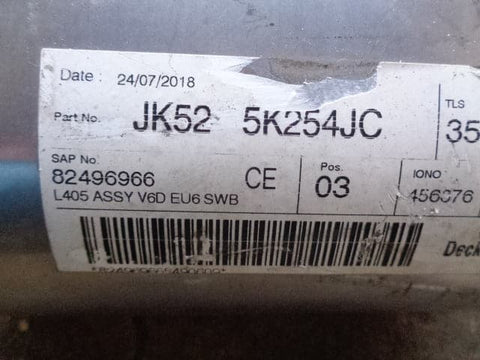 Date : 24/07/2018
Part No. JK52 5K254JC
TLS
35
SAP No.
82496966
CE
Pos.
03
IONO
L405 ASSY V6D EU6 SWB